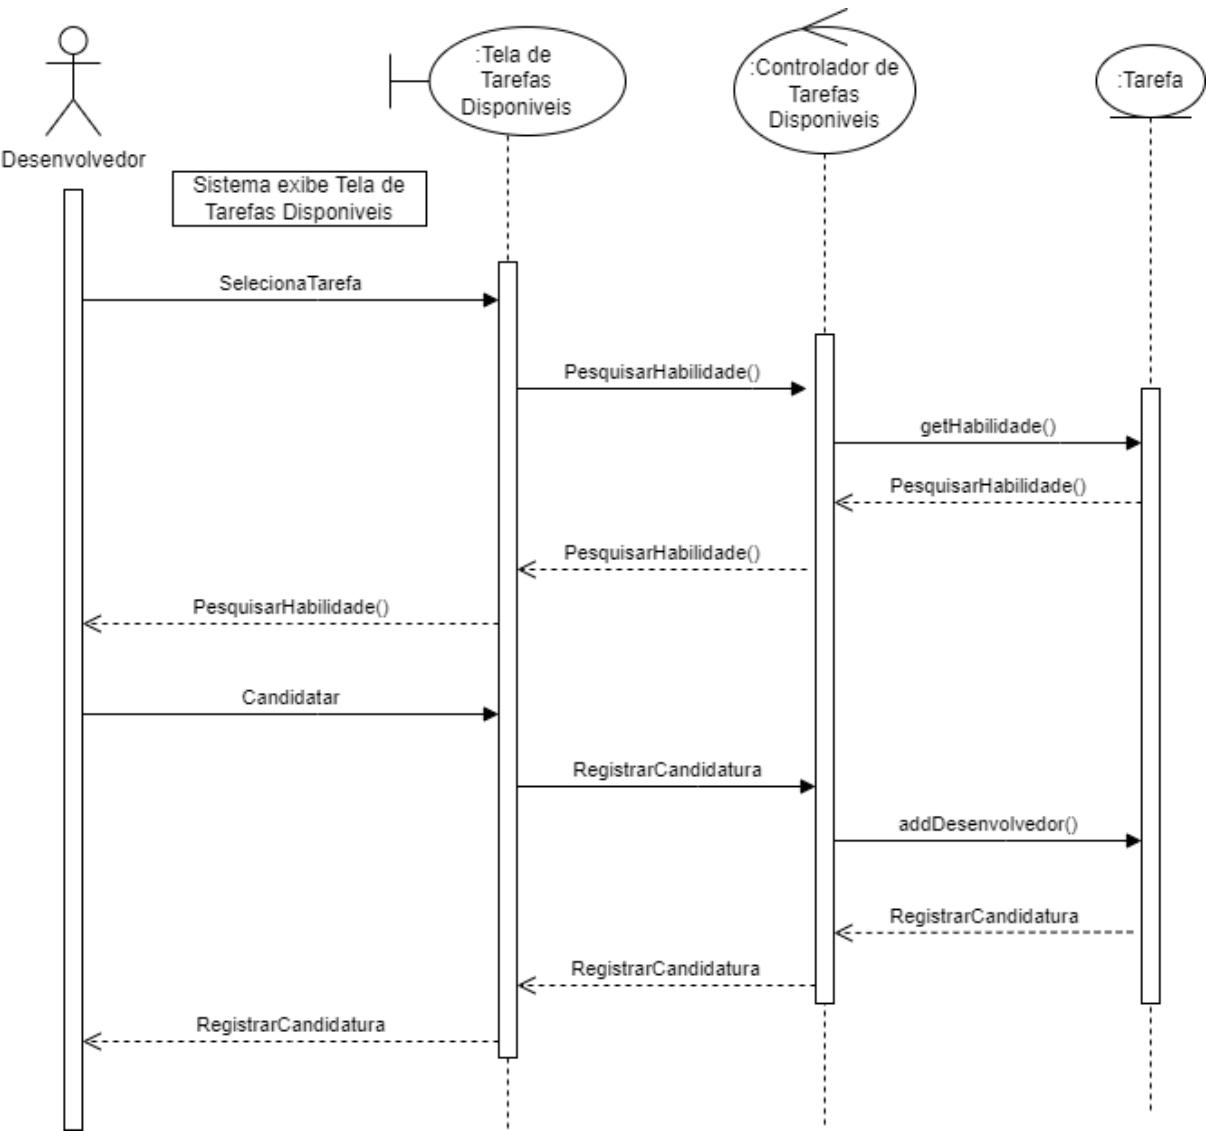 :Tela de
Tarefas
Disponiveis
:Controlador de
Tarefas
Disponiveis
:Tarefa
Desenvolvedor
Sistema exibe Tela de
Tarefas Disponiveis
SelecionaTarefa
PesquisarHabilidade()
getHabilidade()
PesquisarHabilidade()
PesquisarHabilidade()
PesquisarHabilidade()
Candidatar
RegistrarCandidatura
addDesenvolvedor()
RegistrarCandidatura
RegistrarCandidatura
RegistrarCandidatura